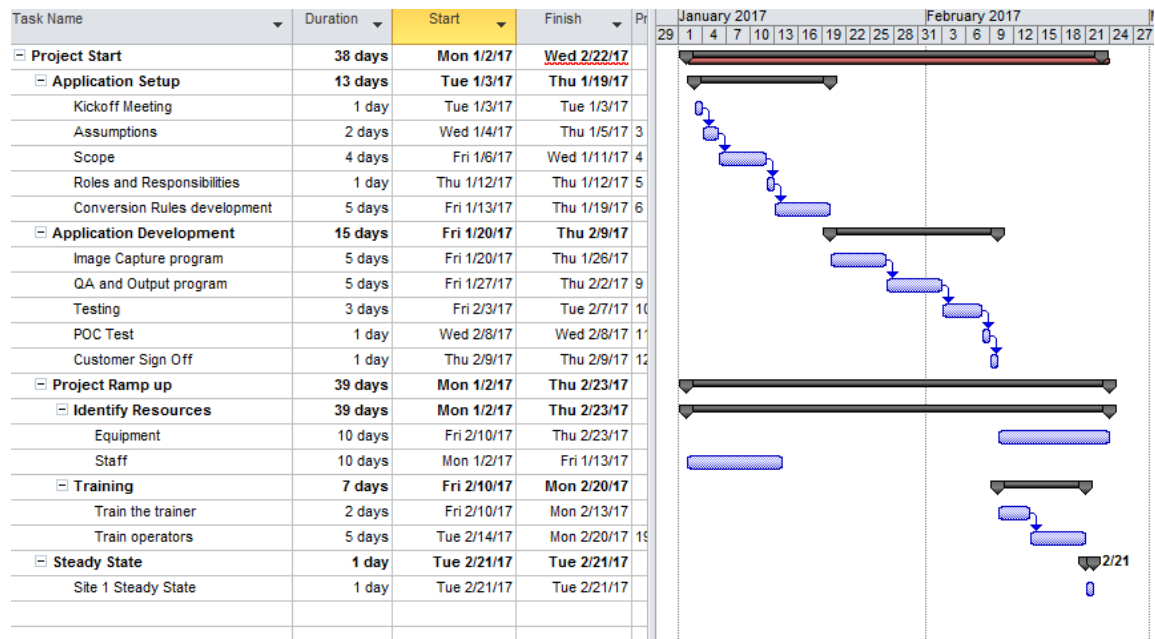 Task Name Duration Start Finish Pr
January 2017 February 2017
29 1 4 7 10 13 16 19 22 25 28 31 3 6 9 12 15 18 21 24 27
Project Start 38 days Mon 1/2/17 Wed 2/22/17
Application Setup 13 days Tue 1/3/17 Thu 1/19/17
Kickoff Meeting 1 day Tue 1/3/17 Tue 1/3/17
Assumptions 2 days Wed 1/4/17 Thu 1/5/17 3
Scope 4 days Fri 1/6/17 Wed 1/11/17 4
Roles and Responsibilities 1 day Thu 1/12/17 Thu 1/12/17 5
Conversion Rules development 5 days Fri 1/13/17 Thu 1/19/17 6
Application Development 15 days Fri 1/20/17 Thu 2/9/17
Image Capture program 5 days Fri 1/20/17 Thu 1/26/17
QA and Output program 5 days Fri 1/27/17 Thu 2/2/17 9
Testing 3 days Fri 2/3/17 Tue 2/7/17 10
POC Test 1 day Wed 2/8/17 Wed 2/8/17 11
Customer Sign Off 1 day Thu 2/9/17 Thu 2/9/17 12
Project Ramp up 39 days Mon 1/2/17 Thu 2/23/17
Identify Resources 39 days Mon 1/2/17 Thu 2/23/17
Equipment 10 days Fri 2/10/17 Thu 2/23/17
Staff 10 days Mon 1/2/17 Fri 1/13/17
Training 7 days Fri 2/10/17 Mon 2/20/17
Train the trainer 2 days Fri 2/10/17 Mon 2/13/17
Train operators 5 days Tue 2/14/17 Mon 2/20/17 19
Steady State 1 day Tue 2/21/17 Tue 2/21/17 2/21
Site 1 Steady State 1 day Tue 2/21/17 Tue 2/21/17